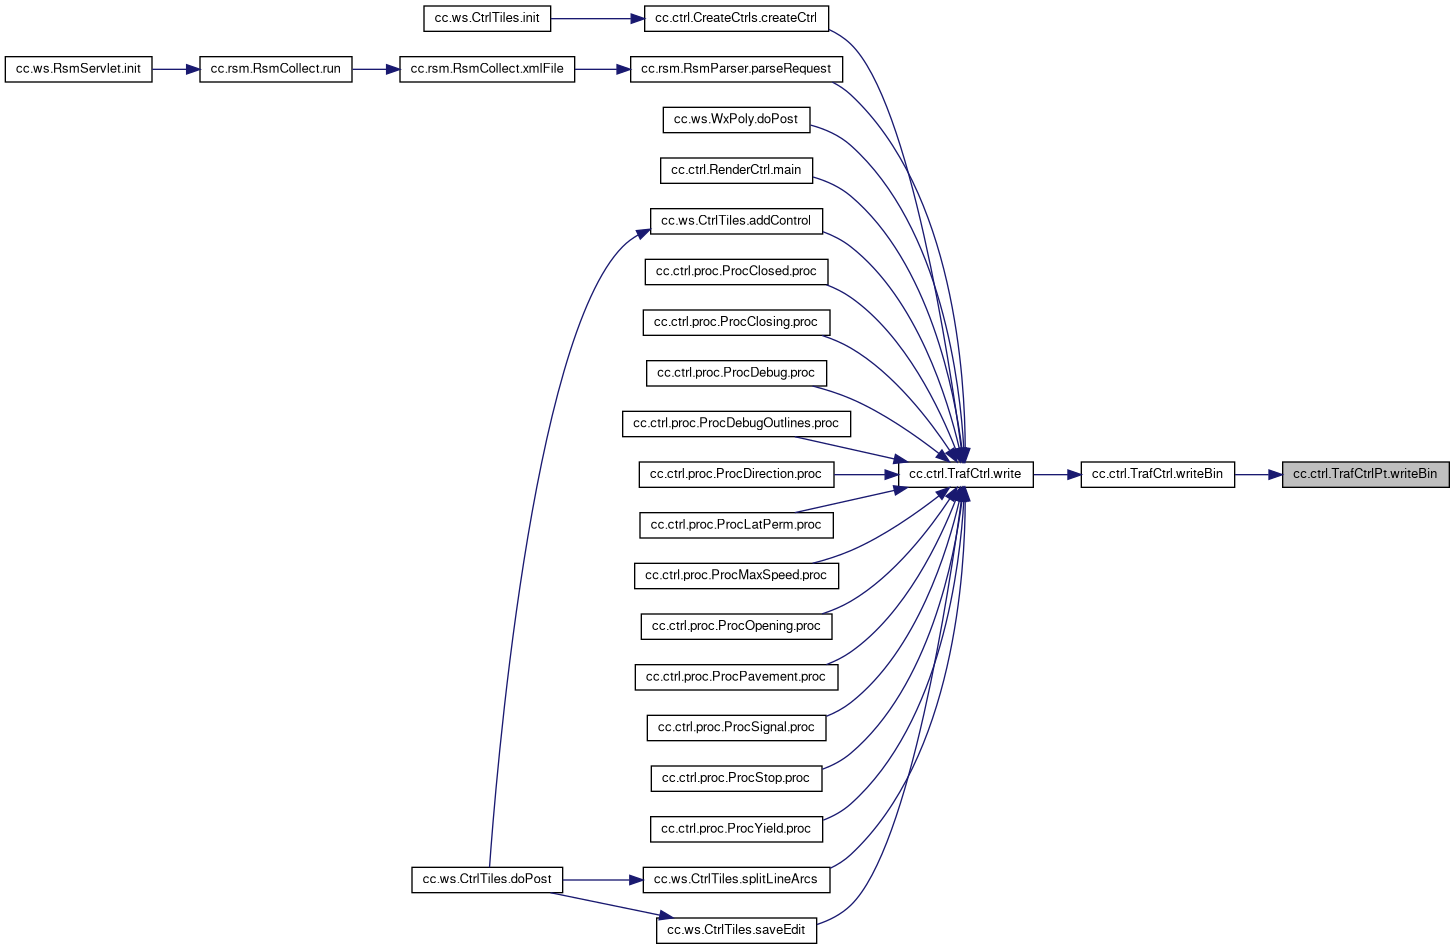 cc.ws.CtrlTiles.init
cc.ctrl.CreateCtrls.createCtrl
cc.ws.RsmServlet.init
cc.rsm.RsmCollect.run
cc.rsm.RsmCollect.xmlFile
cc.rsm.RsmParser.parseRequest
cc.ws.WxPoly.doPost
cc.ctrl.RenderCtrl.main
cc.ws.CtrlTiles.addControl
cc.ctrl.proc.ProcClosed.proc
cc.ctrl.proc.ProcClosing.proc
cc.ctrl.proc.ProcDebug.proc
cc.ctrl.proc.ProcDebugOutlines.proc
cc.ctrl.proc.ProcDirection.proc
cc.ctrl.TrafCtrl.write
cc.ctrl.TrafCtrl.writeBin
cc.ctrl.TrafCtrlPt.writeBin
cc.ctrl.proc.ProcLatPerm.proc
cc.ctrl.proc.ProcMaxSpeed.proc
cc.ctrl.proc.ProcOpening.proc
cc.ctrl.proc.ProcPavement.proc
cc.ctrl.proc.ProcSignal.proc
cc.ctrl.proc.ProcStop.proc
cc.ctrl.proc.ProcYield.proc
cc.ws.CtrlTiles.doPost
cc.ws.CtrlTiles.splitLineArcs
cc.ws.CtrlTiles.saveEdit